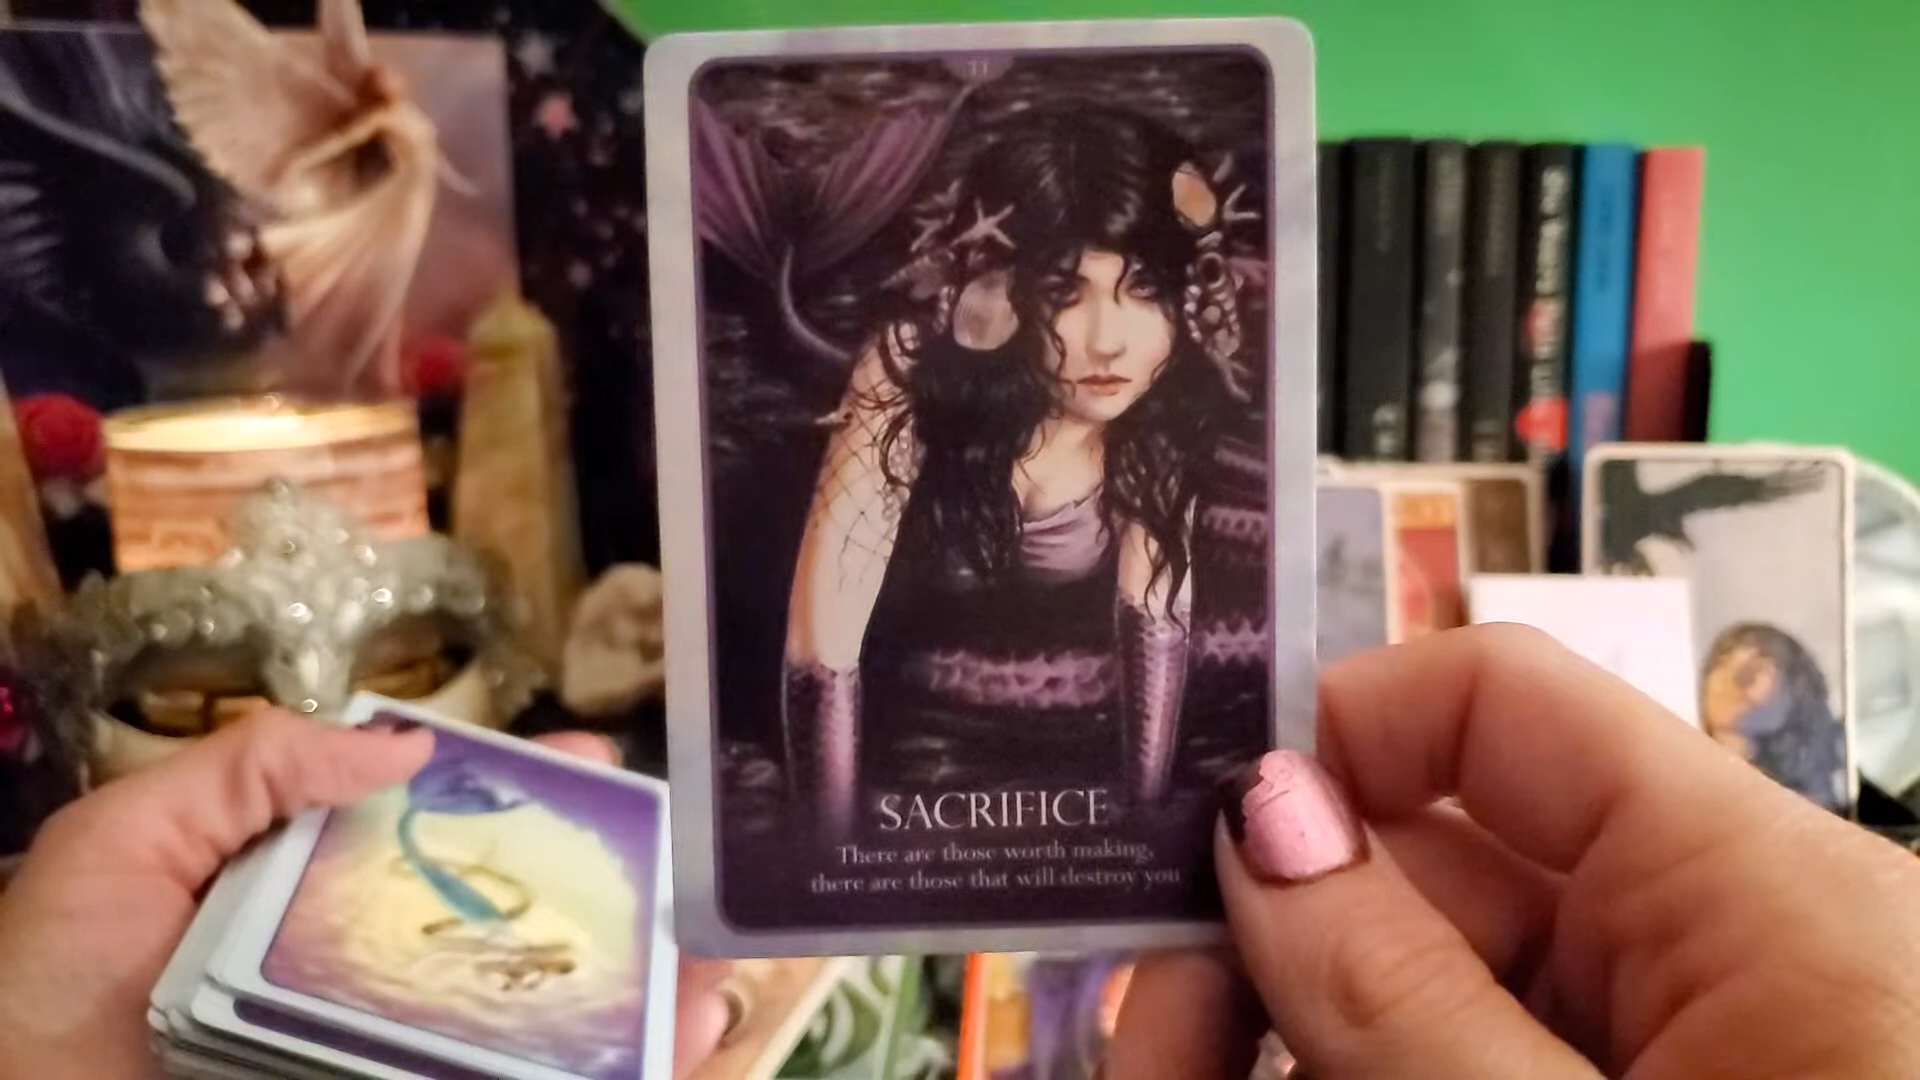 11
SACRIFICE
There are those worth making,
there are those that will destroy you